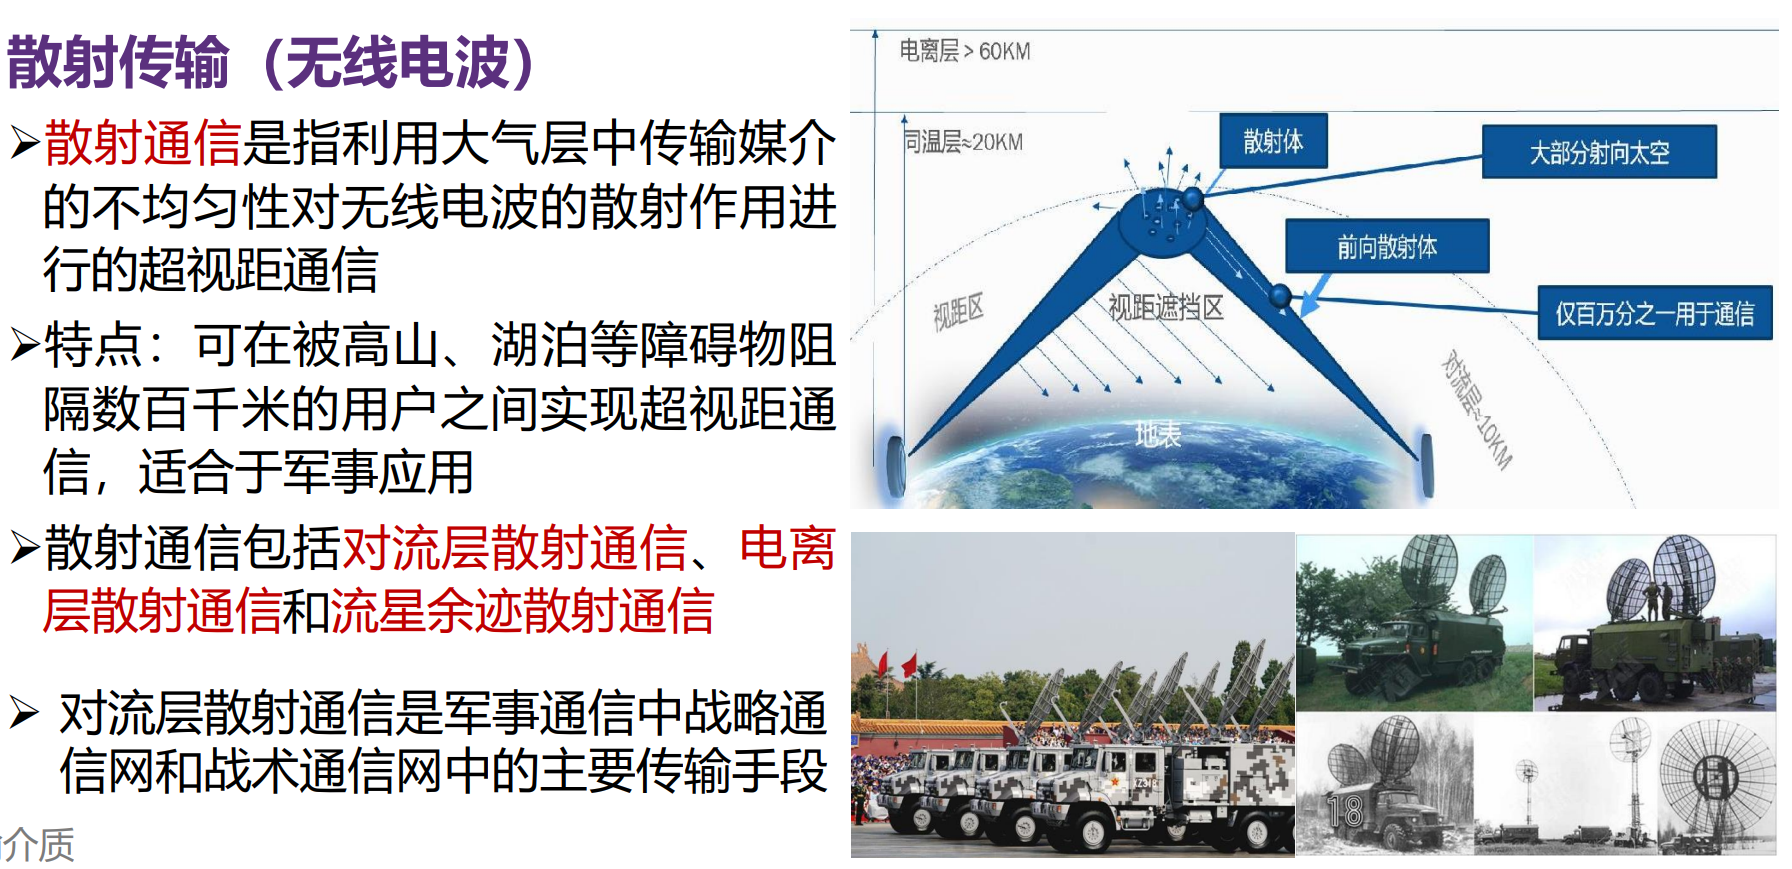 散射传输（无线电波）
➢散射通信是指利用大气层中传输媒介
的不均匀性对无线电波的散射作用进
行的超视距通信
➢特点：可在被高山、湖泊等障碍物阻
隔数百千米的用户之间实现超视距通
信，适合于军事应用
➢散射通信包括对流层散射通信、电离
层散射通信和流星余迹散射通信
➢ 对流层散射通信是军事通信中战略通
信网和战术通信网中的主要传输手段
介质
电离层＞60KM
司温层≈20KM
散射体
大部分射向太空
前向散射体
视距区
视距遮挡区
仅百万分之一用于通信
对流层≈10KM
地表
18